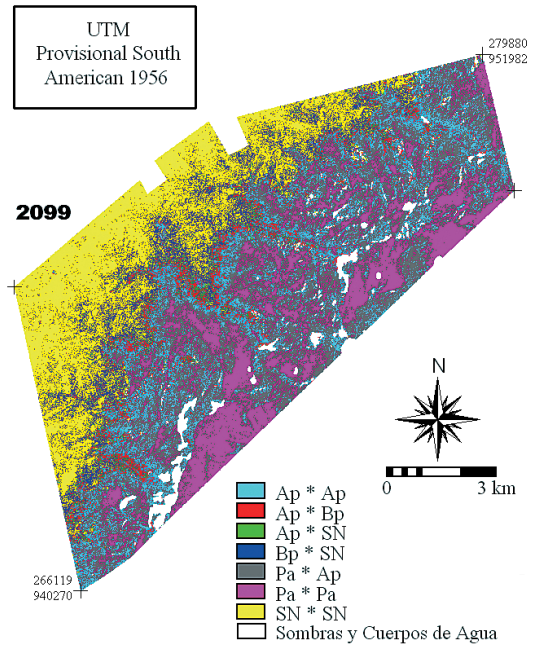 UTM
Provisional South
American 1956
279880
951982
2099
N
0 3 km
266119
940270
Ap * Ap
Ap * Bp
Ap * SN
Bp * SN
Pa * Ap
Pa * Pa
SN * SN
Sombras y Cuerpos de Agua